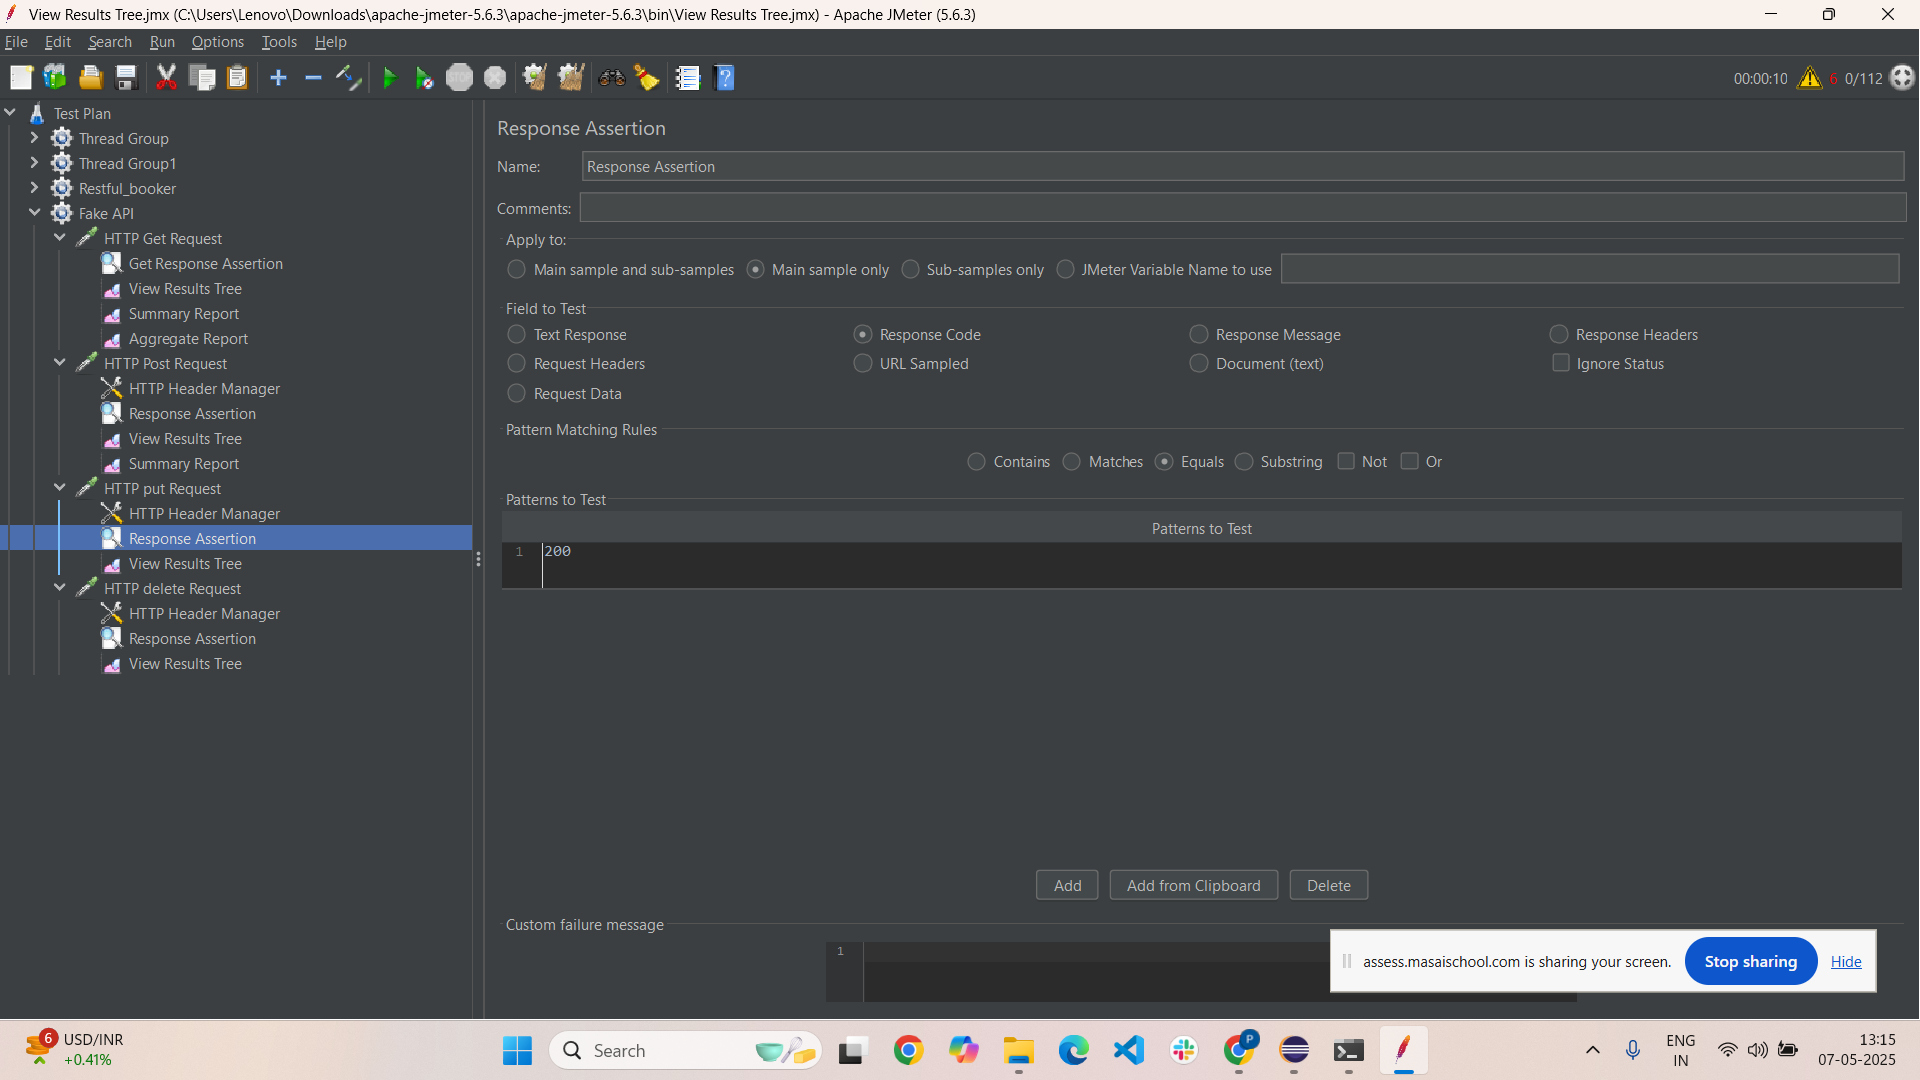 View Results Tree.jmx (C:\Users\Lenovo\Downloads\apache-jmeter-5.6.3\apache-jmeter-5.6.3\bin\View Results Tree.jmx) - Apache JMeter (5.6.3)
File Edit Search Run Options Tools Help
STOP
00:00:10 6 0/112
Test Plan
Thread Group
Thread Group1
Restful_booker
Fake API
HTTP Get Request
Get Response Assertion
View Results Tree
Summary Report
Aggregate Report
HTTP Post Request
HTTP Header Manager
Response Assertion
View Results Tree
Summary Report
HTTP put Request
HTTP Header Manager
Response Assertion
View Results Tree
HTTP delete Request
HTTP Header Manager
Response Assertion
View Results Tree
Response Assertion
Name: Response Assertion
Comments:
Apply to:
Main sample and sub-samples Main sample only Sub-samples only JMeter Variable Name to use
Field to Test
Text Response Response Code Response Message Response Headers
Request Headers URL Sampled Document (text) Ignore Status
Request Data
Pattern Matching Rules
Contains Matches Equals Substring Not Or
Patterns to Test
Patterns to Test
1 200
Add Add from Clipboard Delete
Custom failure message
1
assess.masaischool.com is sharing your screen. Stop sharing Hide
6 USD/INR
+0.41%
Search
P
ENG
IN
13:15
07-05-2025